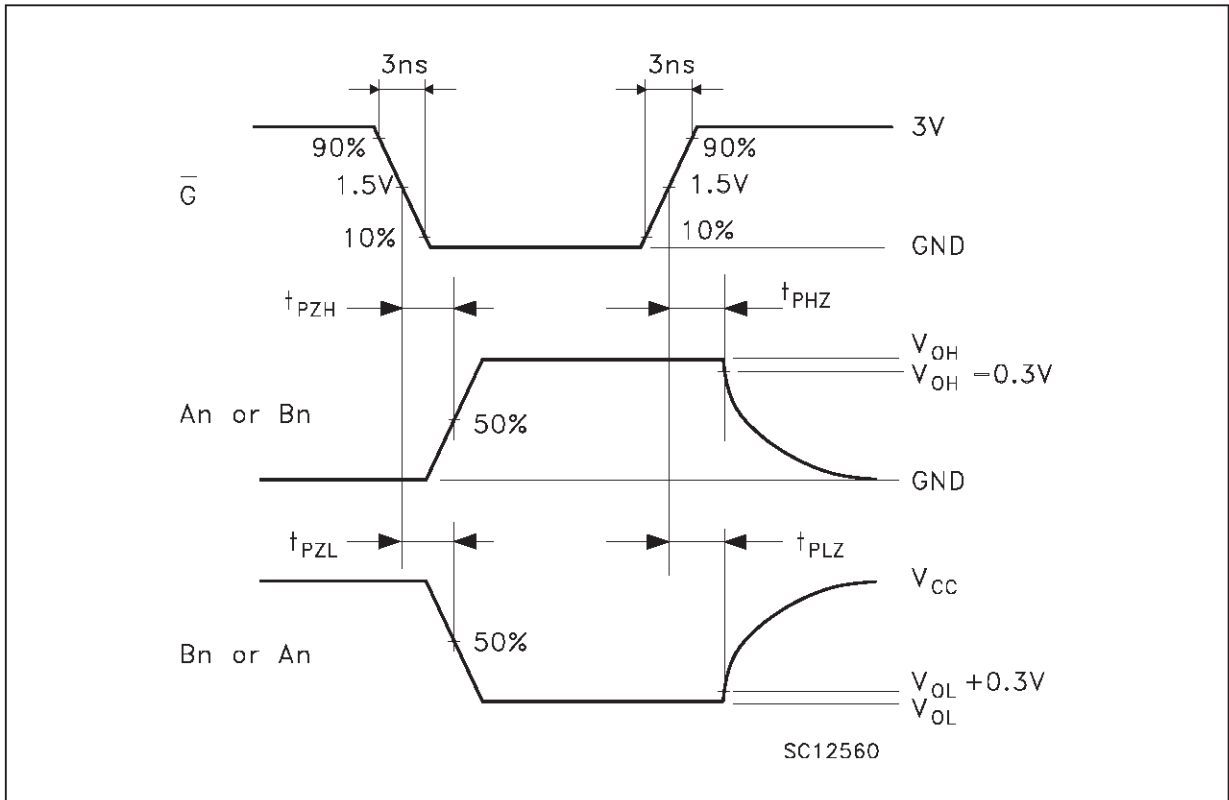 3ns 3ns
3V
90% 90%
G̅ 1.5V 1.5V
10% 10%
GND
tPZH tPHZ
VOH
VOH −0.3V
An or Bn 50%
GND
tPZL tPLZ
VCC
50%
Bn or An
VOL +0.3V
VOL
SC12560